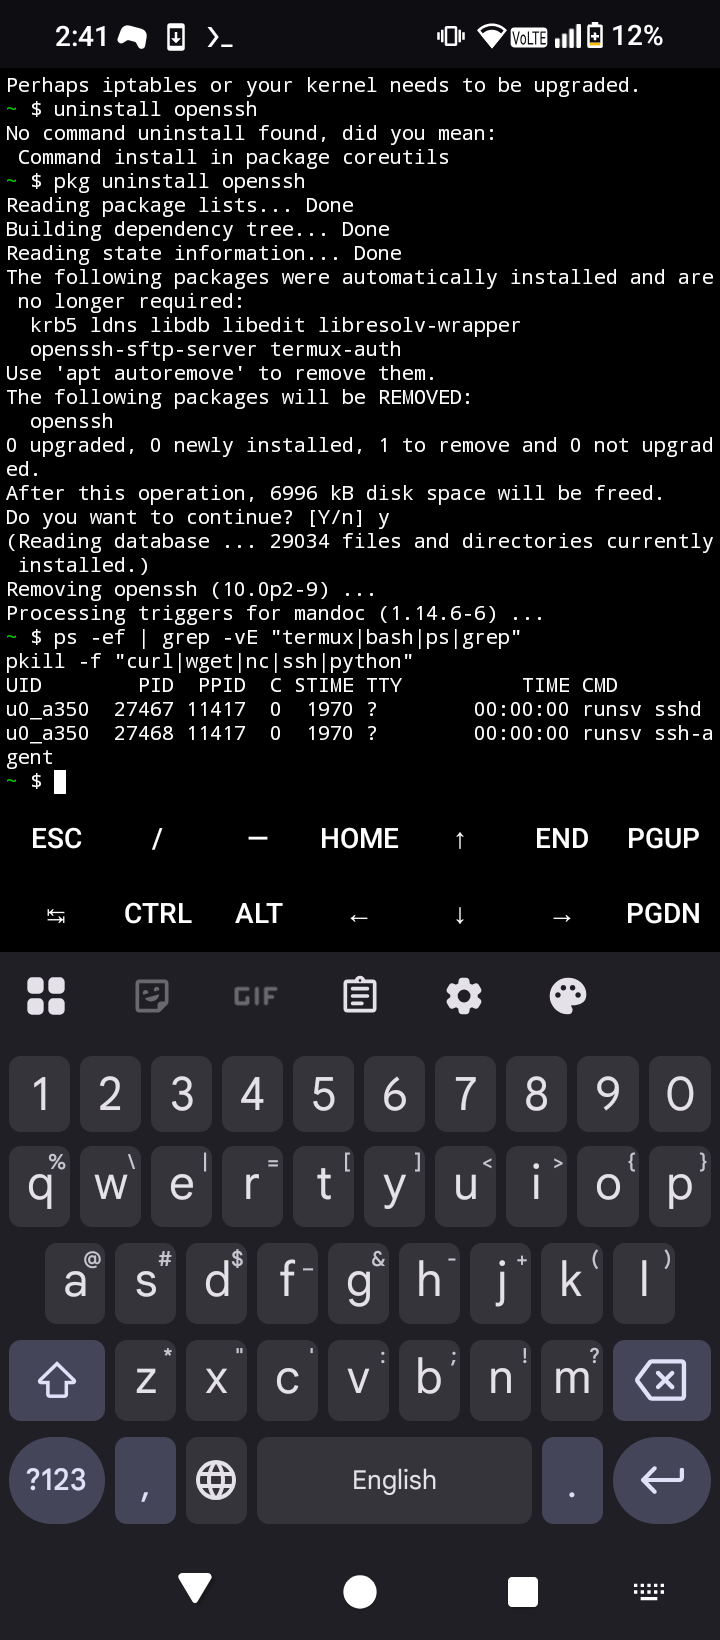 2:41 12%
VoLTE
Perhaps iptables or your kernel needs to be upgraded.
~ $ uninstall openssh
No command uninstall found, did you mean:
 Command install in package coreutils
~ $ pkg uninstall openssh
Reading package lists... Done
Building dependency tree... Done
Reading state information... Done
The following packages were automatically installed and are
 no longer required:
  krb5 ldns libdb libedit libresolv-wrapper
  openssh-sftp-server termux-auth
Use 'apt autoremove' to remove them.
The following packages will be REMOVED:
  openssh
0 upgraded, 0 newly installed, 1 to remove and 0 not upgrad
ed.
After this operation, 6996 kB disk space will be freed.
Do you want to continue? [Y/n] y
(Reading database ... 29034 files and directories currently
 installed.)
Removing openssh (10.0p2-9) ...
Processing triggers for mandoc (1.14.6-6) ...
~ $ ps -ef | grep -vE "termux|bash|ps|grep"
pkill -f "curl|wget|nc|ssh|python"
UID        PID  PPID  C STIME TTY          TIME CMD
u0_a350  27467 11417  0  1970 ?        00:00:00 runsv sshd
u0_a350  27468 11417  0  1970 ?        00:00:00 runsv ssh-a
gent
~ $
ESC / — HOME ↑ END PGUP
↹ CTRL ALT ← ↓ → PGDN
GIF
1 2 3 4 5 6 7 8 9 0
% \ | = [ ] < > { }
q w e r t y u i o p
@ # $ _ & - + ( )
a s d f g h j k l
* " ' : ; ! ?
z x c v b n m
?123 , English .